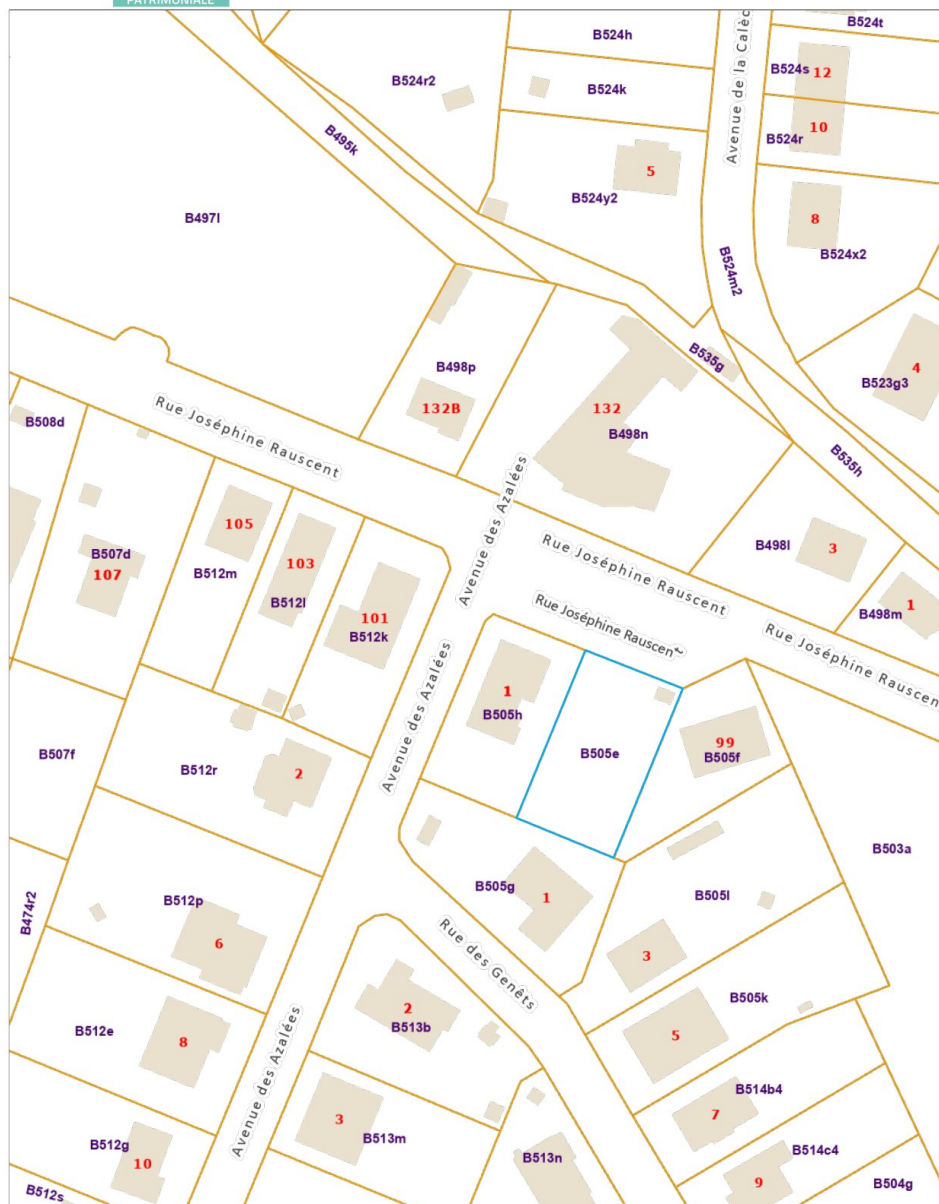 PATRIMONIALE
B524t
B524h
B524s
12
B524r2
B524k
Avenue de la Calèc
10
B524r
B495k
5
B524y2
B497l
8
B524x2
B524m2
B535g
B498p
4
B523g3
132B
132
B498n
Rue Joséphine Rauscent
B508d
B535h
Avenue des Azalées
105
B498l
3
Rue Joséphine Rauscent
B507d
107
103
B512m
B512l
1
B498m
Rue Joséphine Rauscen
101
B512k
Rue Joséphine Rauscent
Avenue des Azalées
1
B505h
99
B505f
B507f
B512r
2
B505e
B503a
B505g
1
B505l
B512p
B474r2
6
3
Rue des Genêts
B505k
2
B513b
B512e
8
5
Avenue des Azalées
B514b4
7
3
B513m
B512g
10
B513n
B514c4
9
B504g
B512s